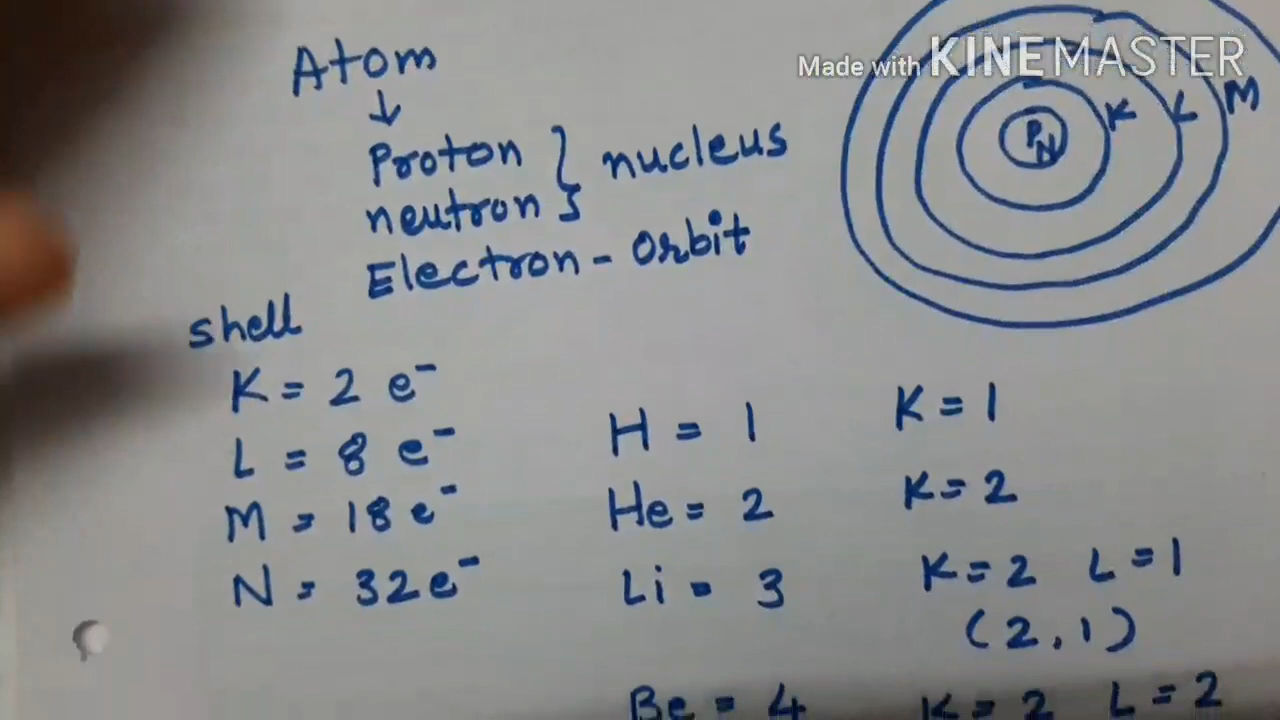 Made with KINEMASTER
Atom
↓
Proton } nucleus
neutron
Electron - orbit
P
N
K L M
shell
K = 2 e⁻
L = 8 e⁻
M = 18 e⁻
N = 32 e⁻
H = 1 K = 1
He = 2 K = 2
Li = 3 K = 2 L = 1
(2, 1)
Be = 4 K = 2 L = 2